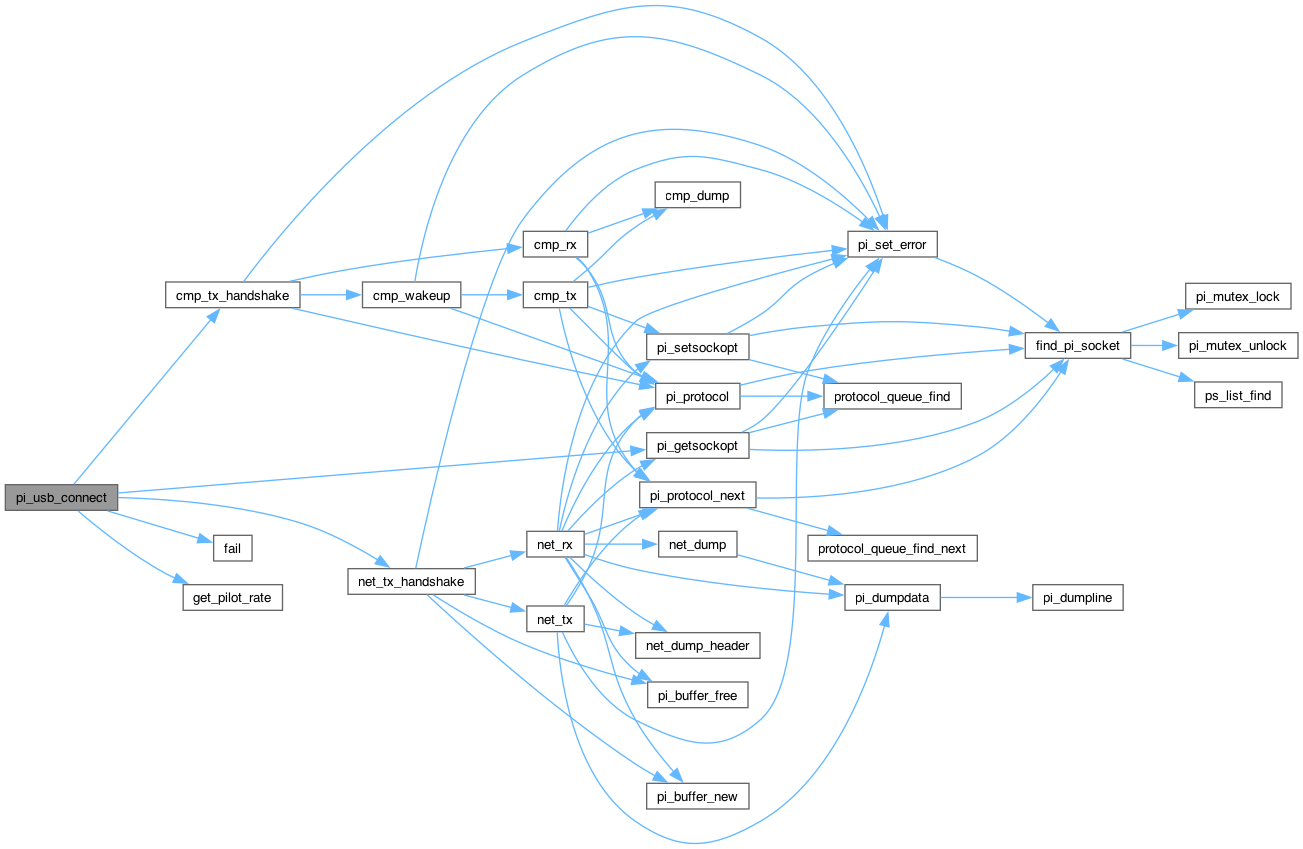 cmp_dump
cmp_rx
pi_set_error
cmp_tx_handshake
cmp_wakeup
cmp_tx
pi_mutex_lock
pi_setsockopt
find_pi_socket
pi_mutex_unlock
pi_protocol
protocol_queue_find
ps_list_find
pi_getsockopt
pi_usb_connect
pi_protocol_next
fail
net_rx
net_dump
protocol_queue_find_next
net_tx_handshake
get_pilot_rate
pi_dumpdata
pi_dumpline
net_tx
net_dump_header
pi_buffer_free
pi_buffer_new